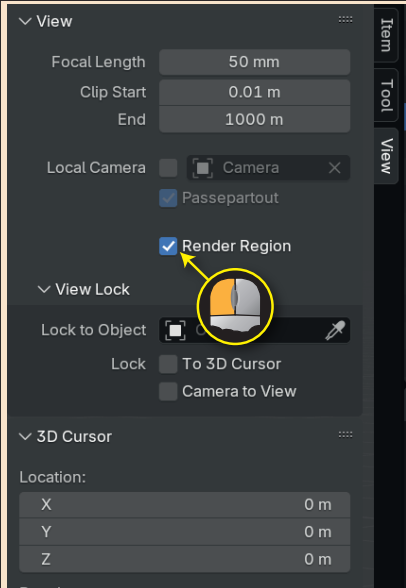 View
Item
Focal Length 50 mm
Clip Start 0.01 m
Tool
End 1000 m
View
Local Camera Camera
Passepartout
Render Region
View Lock
Lock to Object
Lock To 3D Cursor
Camera to View
3D Cursor
Location:
X 0 m
Y 0 m
Z 0 m